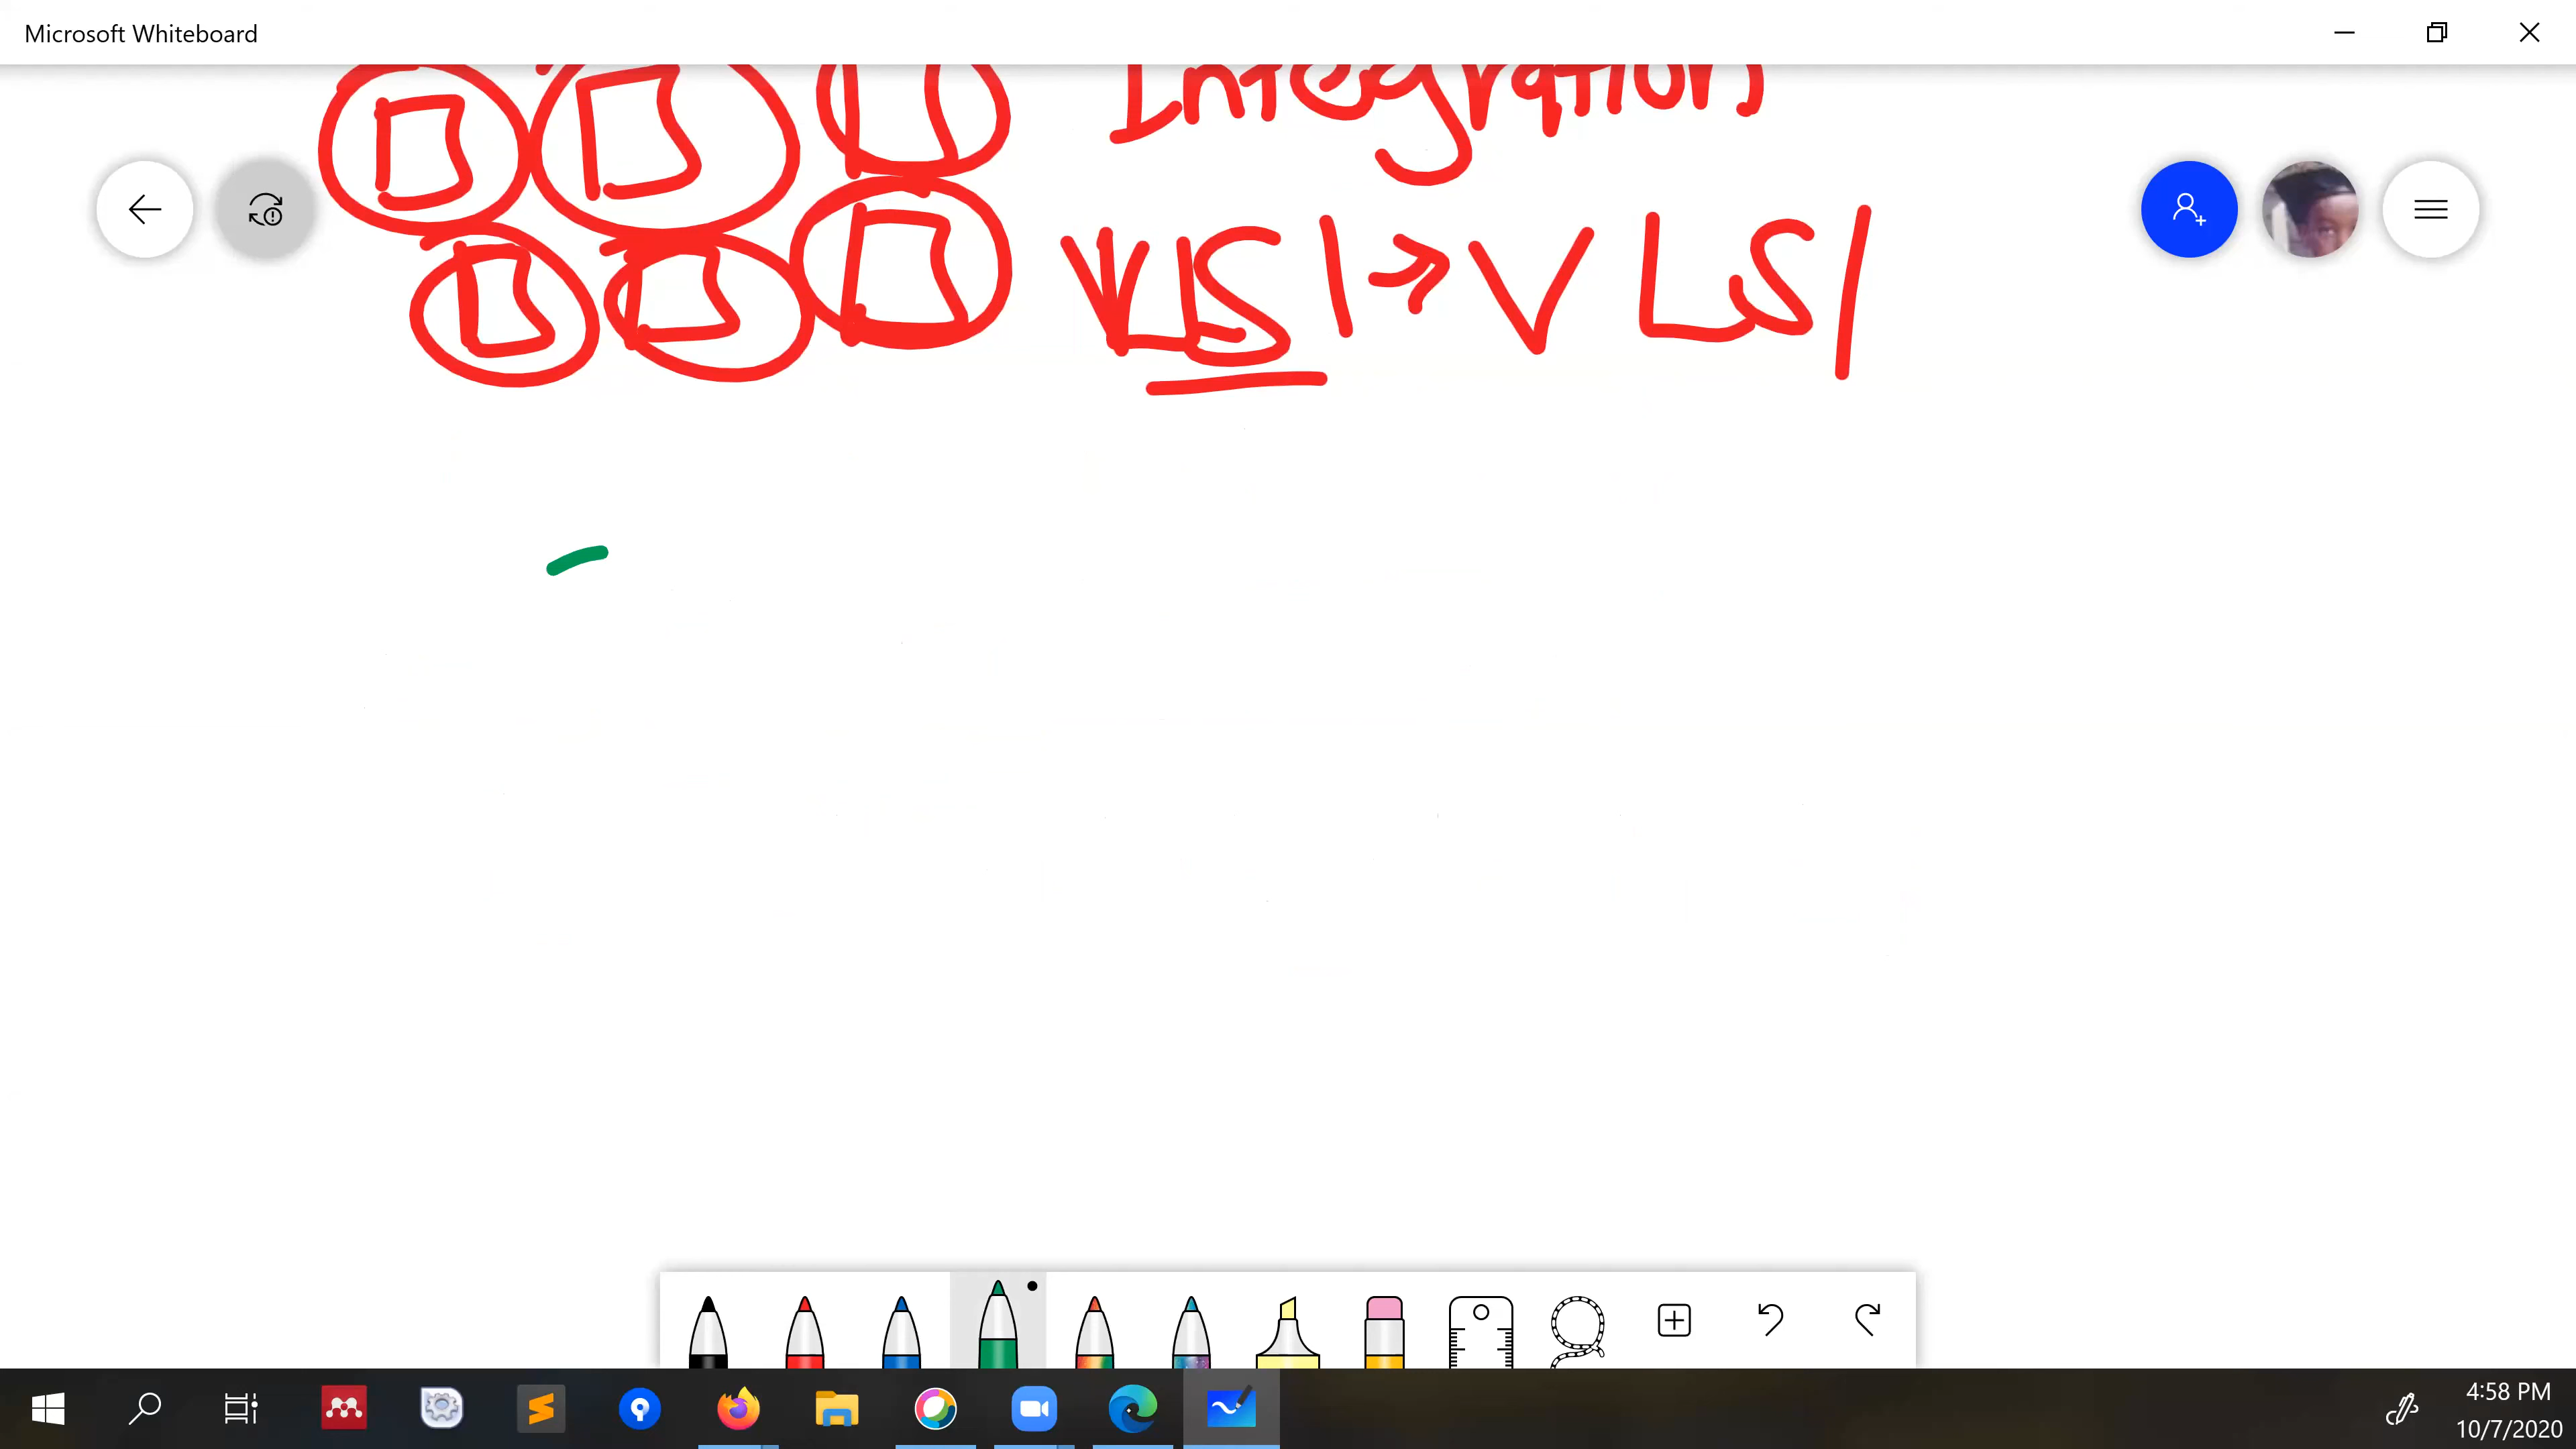 Microsoft Whiteboard
Integration
VLSI → VLSI
4:58 PM
10/7/2020